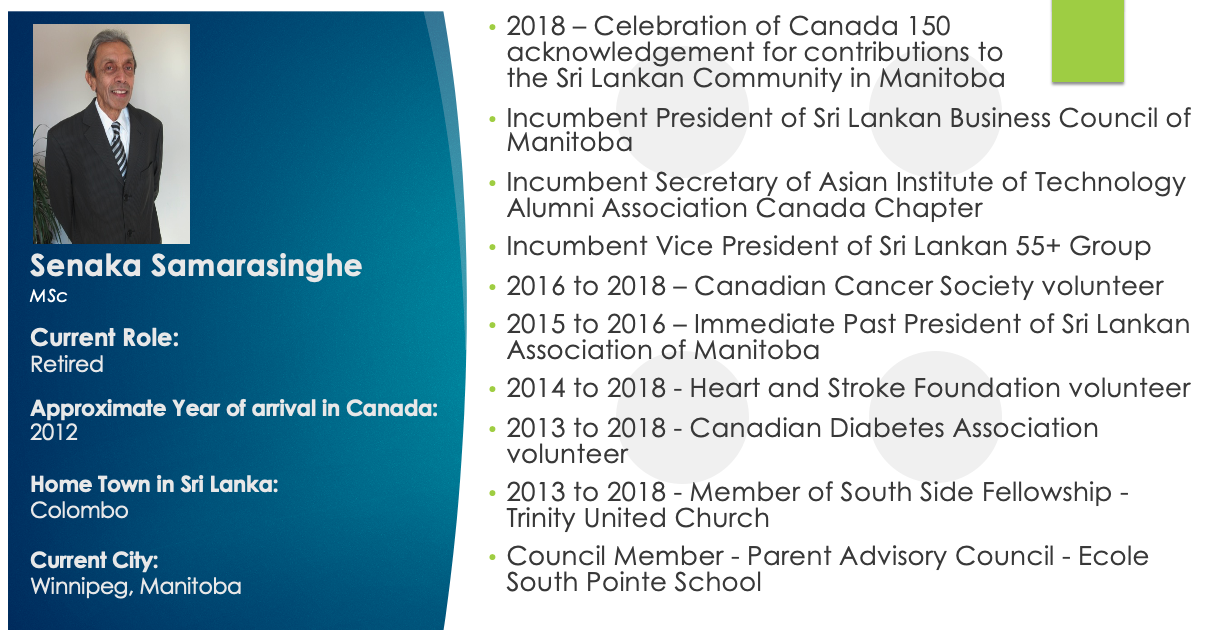 Senaka Samarasinghe
MSc
Current Role:
Retired
Approximate Year of arrival in Canada:
2012
Home Town in Sri Lanka:
Colombo
Current City:
Winnipeg, Manitoba
• 2018 – Celebration of Canada 150
acknowledgement for contributions to
the Sri Lankan Community in Manitoba
• Incumbent President of Sri Lankan Business Council of
Manitoba
• Incumbent Secretary of Asian Institute of Technology
Alumni Association Canada Chapter
• Incumbent Vice President of Sri Lankan 55+ Group
• 2016 to 2018 – Canadian Cancer Society volunteer
• 2015 to 2016 – Immediate Past President of Sri Lankan
Association of Manitoba
• 2014 to 2018 - Heart and Stroke Foundation volunteer
• 2013 to 2018 - Canadian Diabetes Association
volunteer
• 2013 to 2018 - Member of South Side Fellowship -
Trinity United Church
• Council Member - Parent Advisory Council - Ecole
South Pointe School